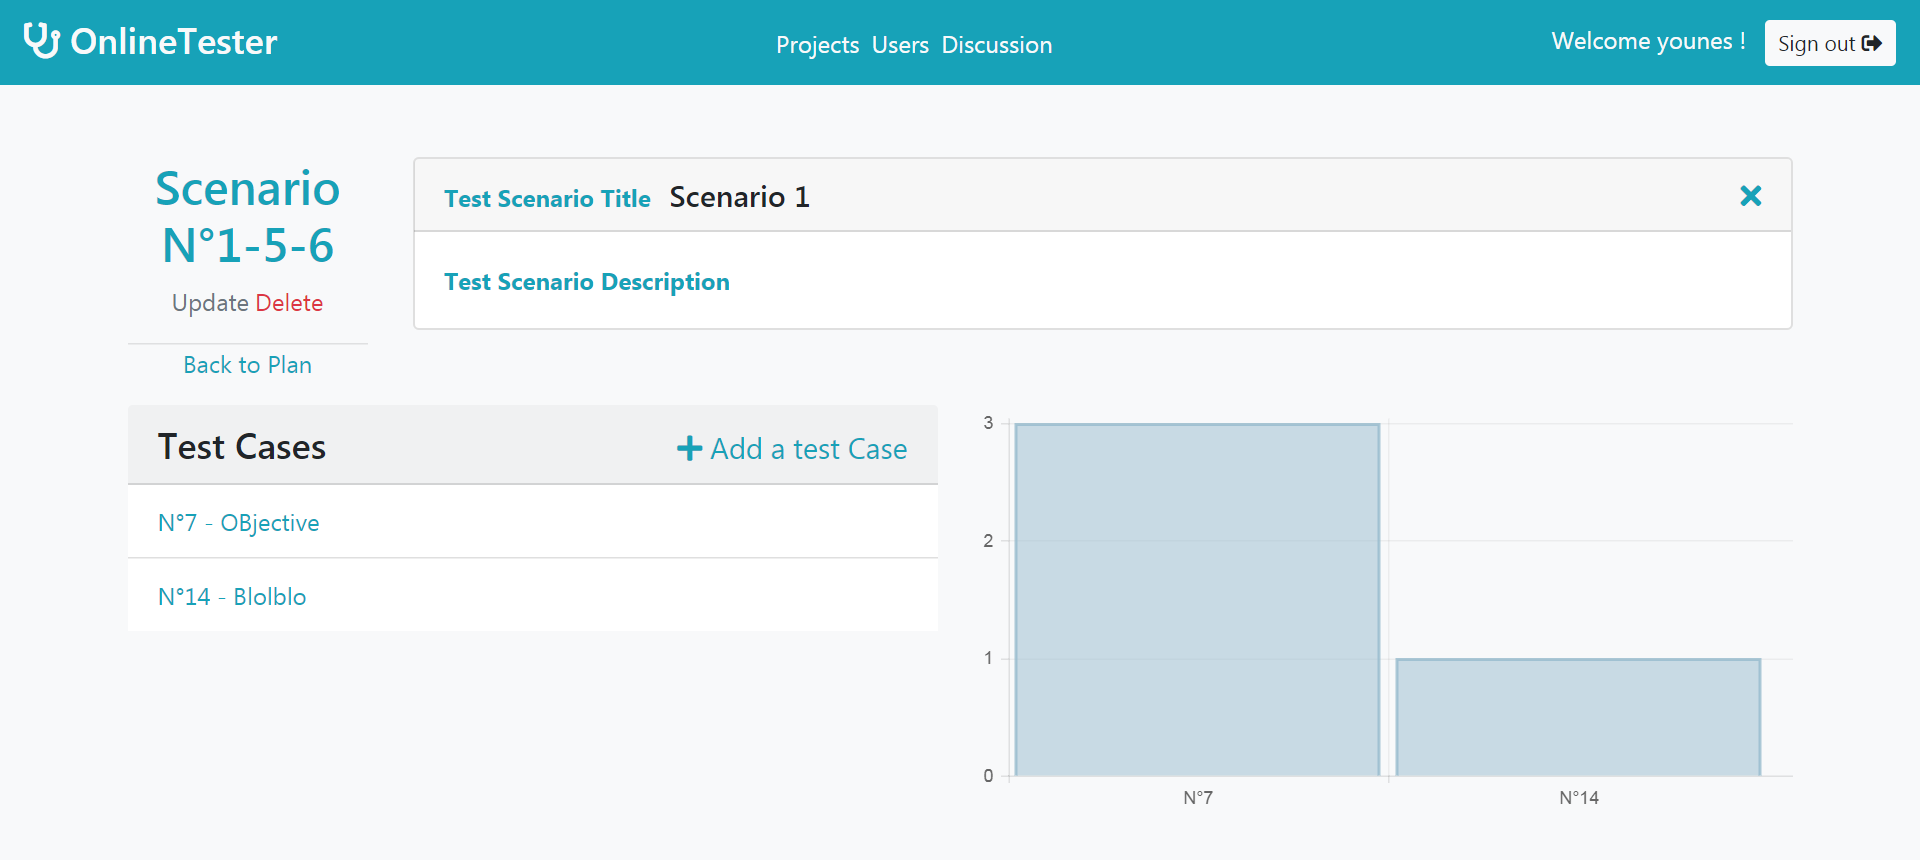 OnlineTester
Projects Users Discussion
Welcome younes !
Sign out
Scenario
N°1-5-6
Update Delete
Back to Plan
Test Scenario Title Scenario 1
Test Scenario Description
Test Cases
Add a test Case
N°7 - OBjective
N°14 - Blolblo
3
2
1
0
N°7
N°14